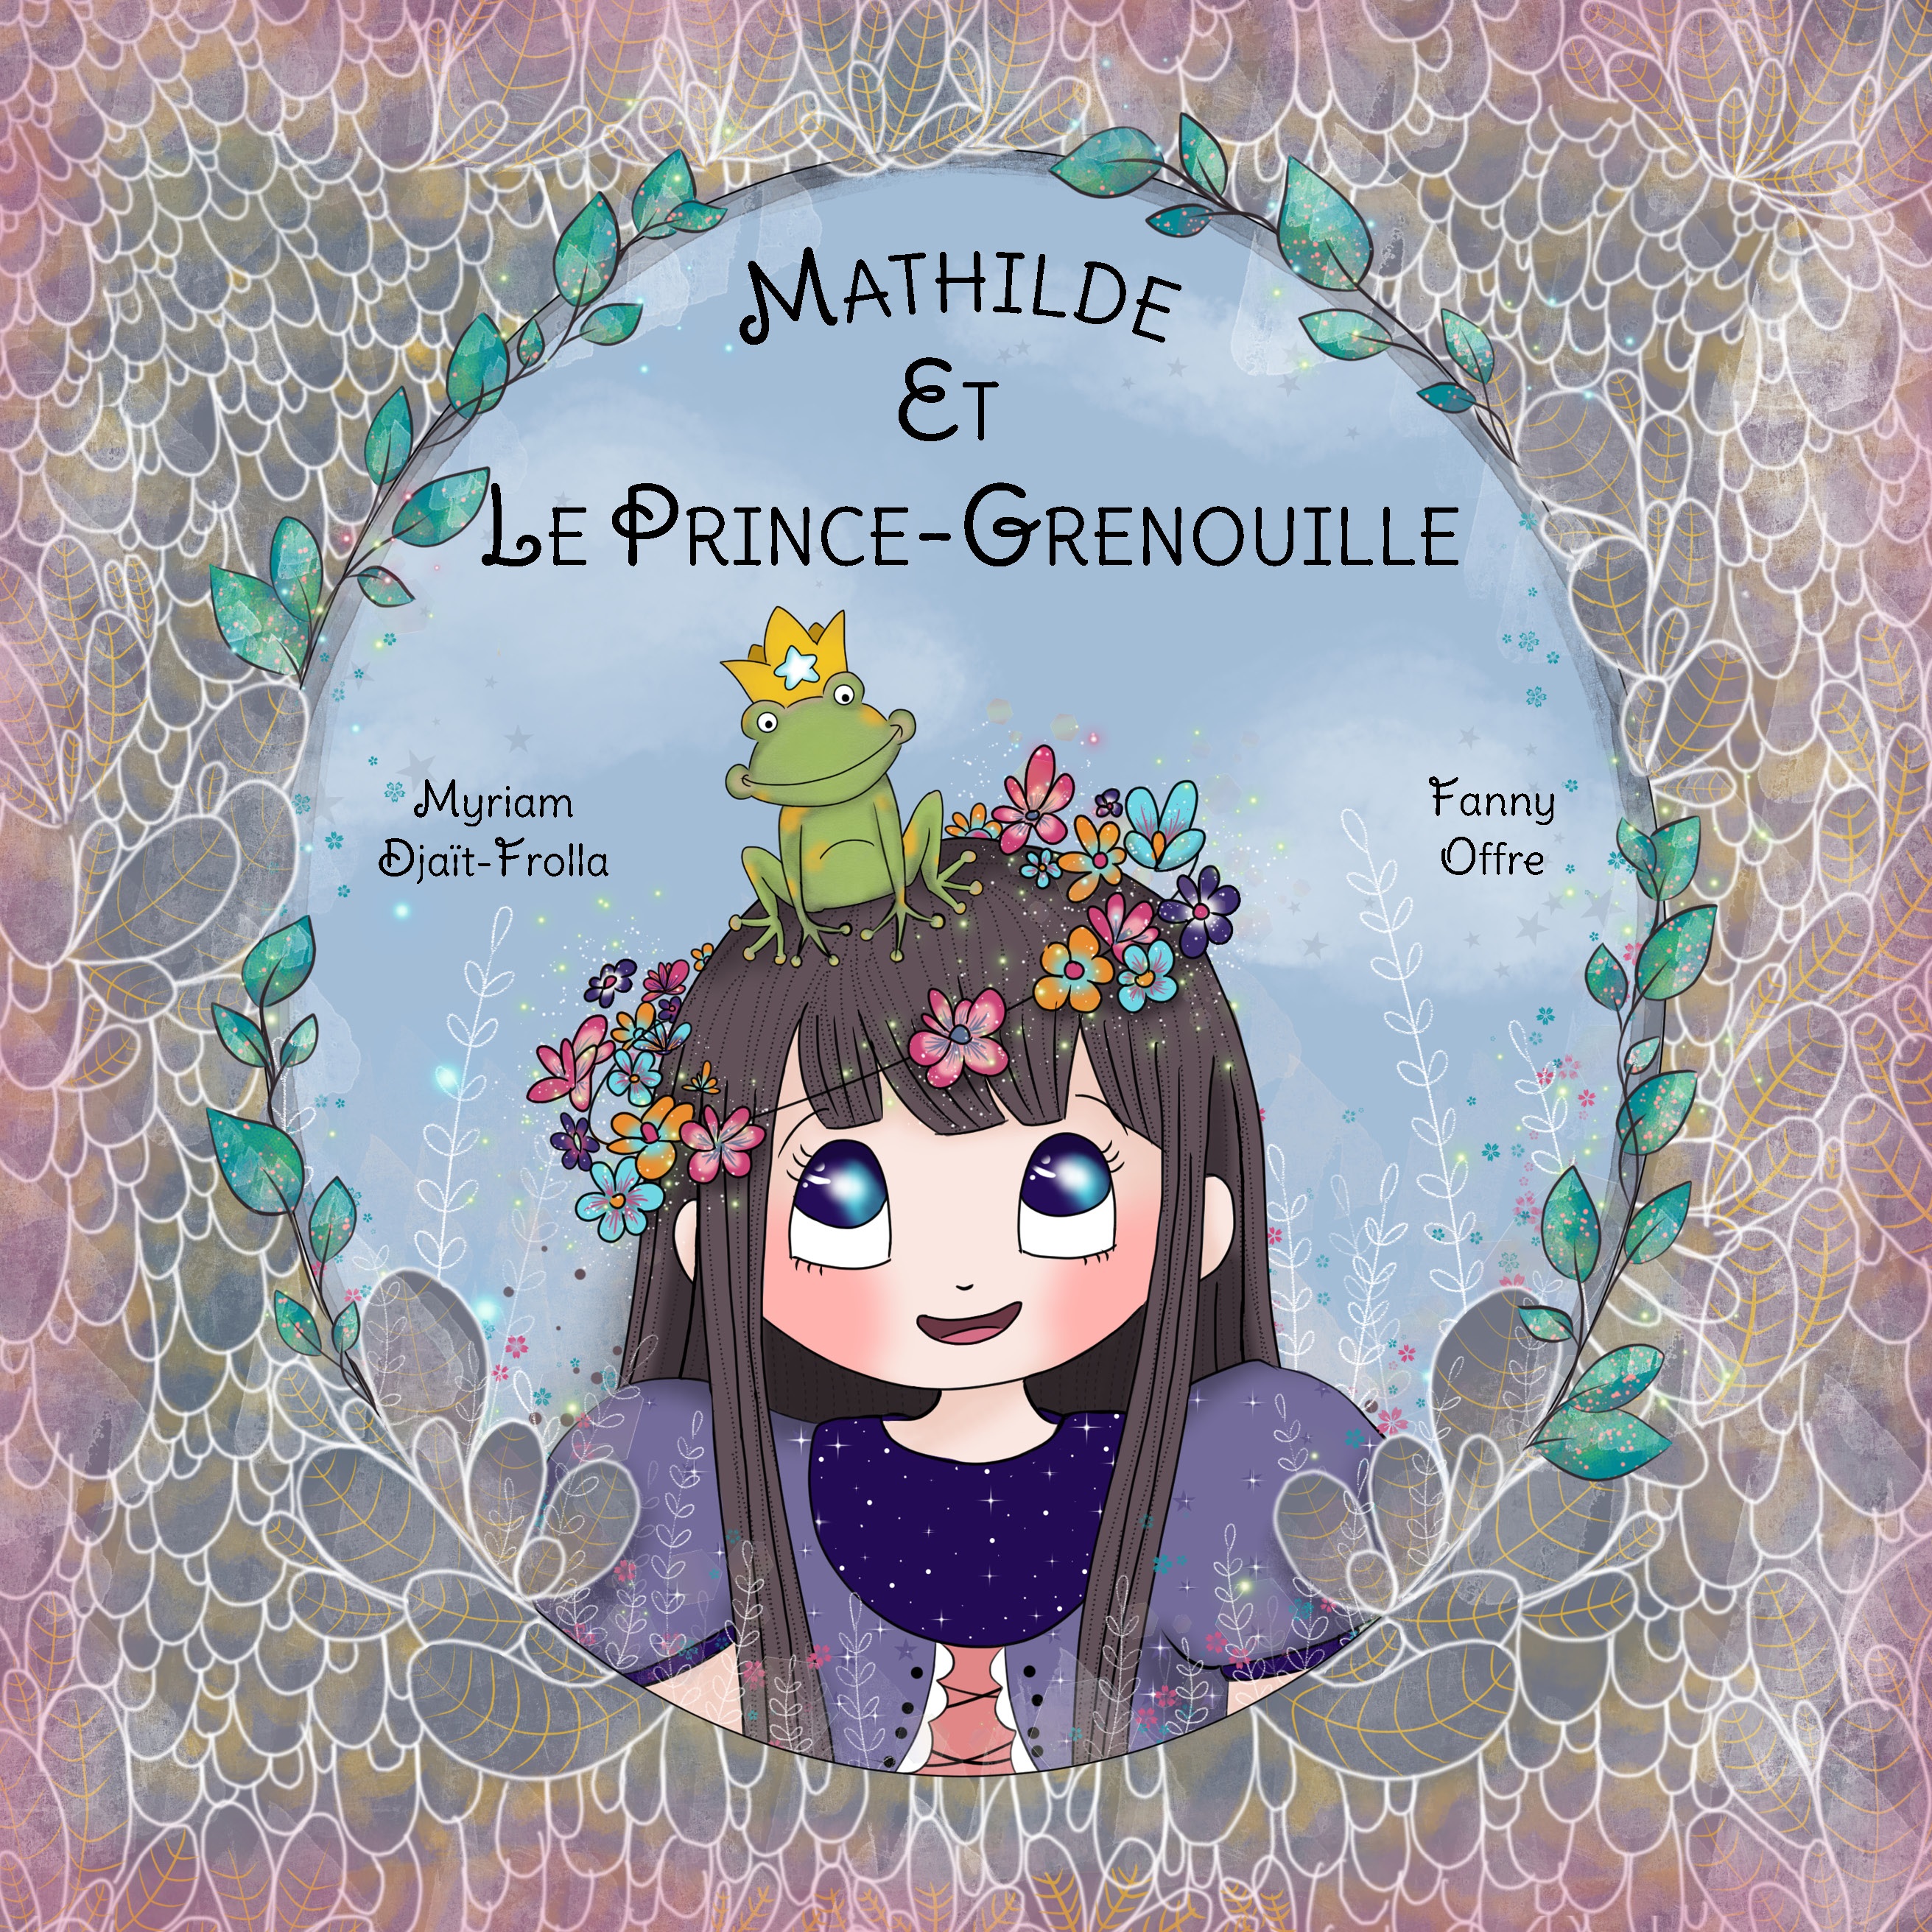 Mathilde
Et
Le Prince-Grenouille
Myriam
Djaït-Frolla
Fanny
Offre